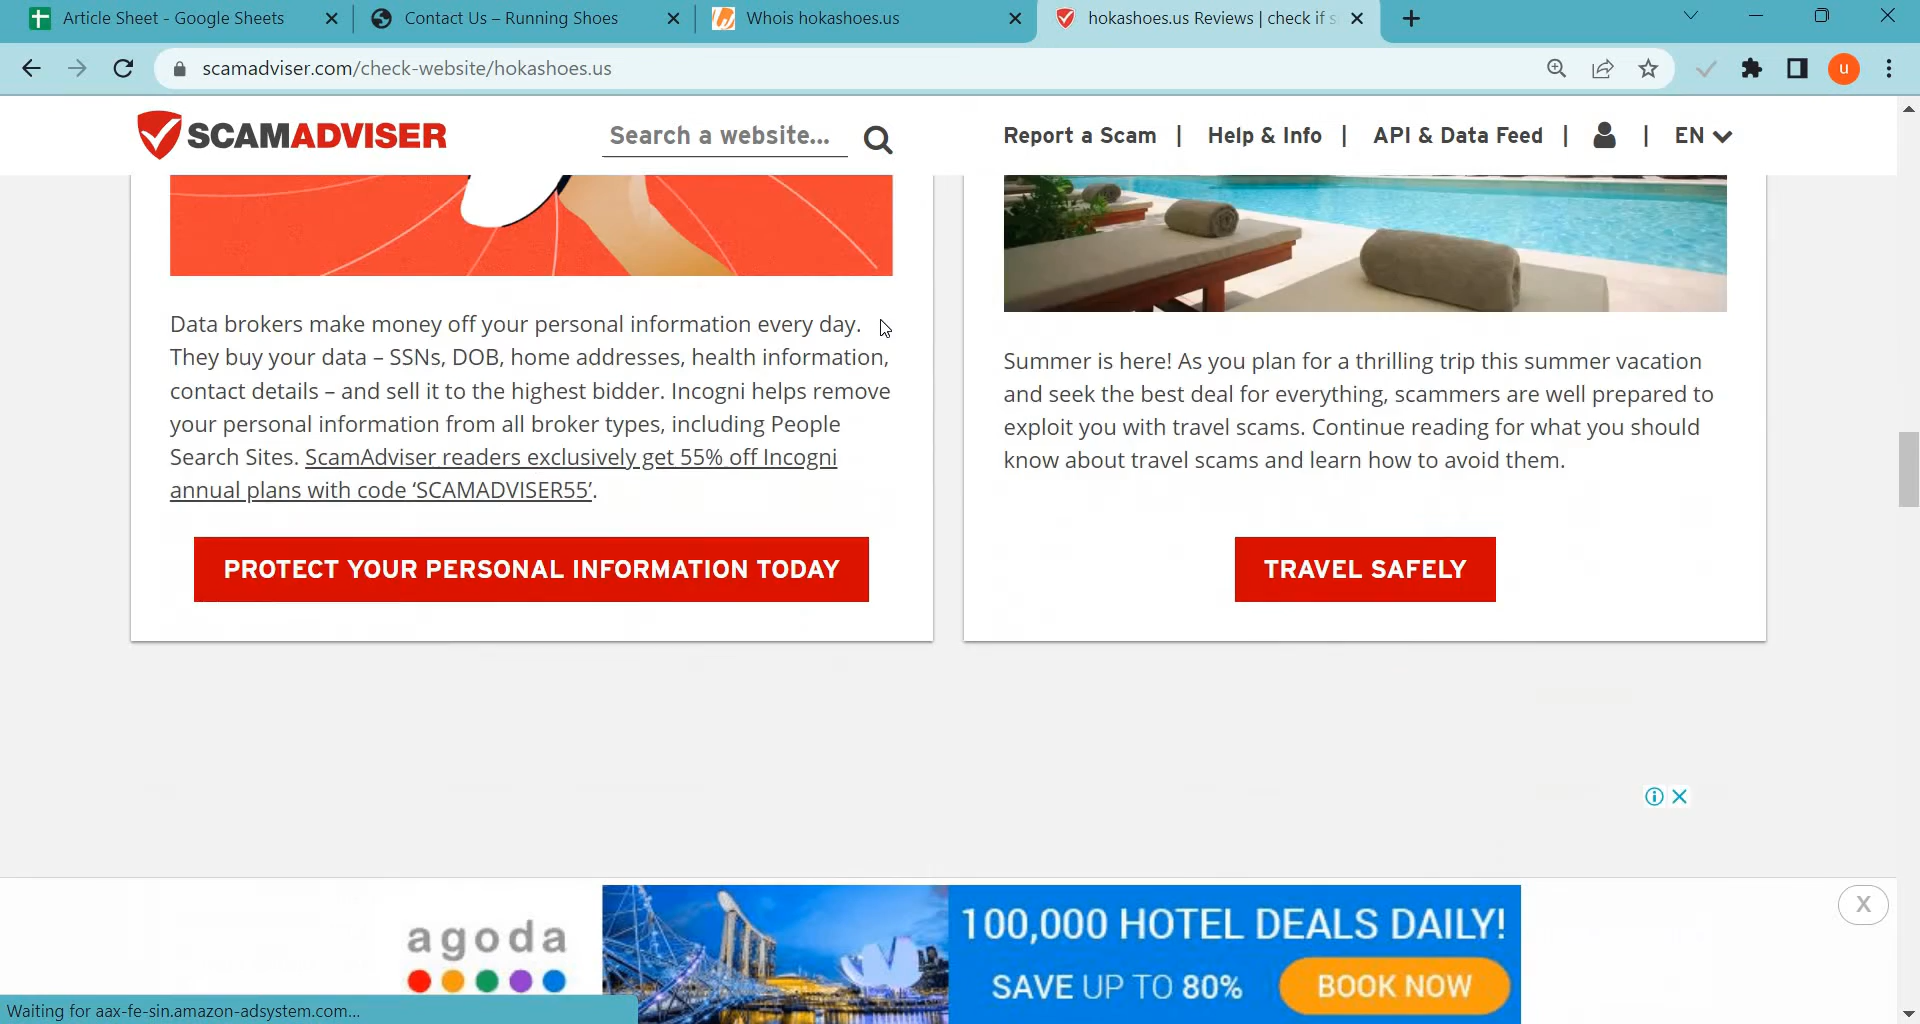 Article Sheet - Google Sheets
Contact Us – Running Shoes
Whois hokashoes.us
hokashoes.us Reviews | check if s
scamadviser.com/check-website/hokashoes.us
u
SCAMADVISER
Search a website...
Report a Scam | Help & Info | API & Data Feed | | EN
Data brokers make money off your personal information every day.
They buy your data – SSNs, DOB, home addresses, health information,
contact details – and sell it to the highest bidder. Incogni helps remove
your personal information from all broker types, including People
Search Sites. ScamAdviser readers exclusively get 55% off Incogni
annual plans with code ‘SCAMADVISER55’.
PROTECT YOUR PERSONAL INFORMATION TODAY
Summer is here! As you plan for a thrilling trip this summer vacation
and seek the best deal for everything, scammers are well prepared to
exploit you with travel scams. Continue reading for what you should
know about travel scams and learn how to avoid them.
TRAVEL SAFELY
agoda
100,000 HOTEL DEALS DAILY!
SAVE UP TO 80%
BOOK NOW
X
Waiting for aax-fe-sin.amazon-adsystem.com...